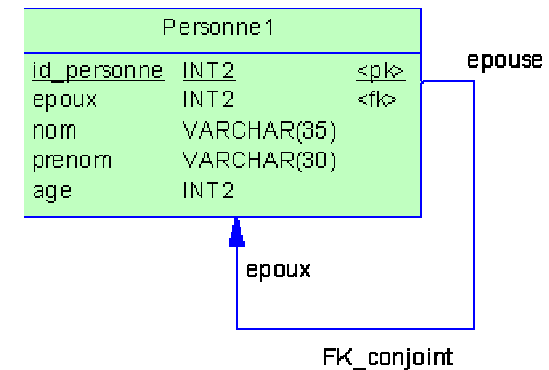 Personne1
id_personne INT2 <pk>
epoux INT2 <fk>
nom VARCHAR(35)
prenom VARCHAR(30)
age INT2
epouse
epoux
FK_conjoint